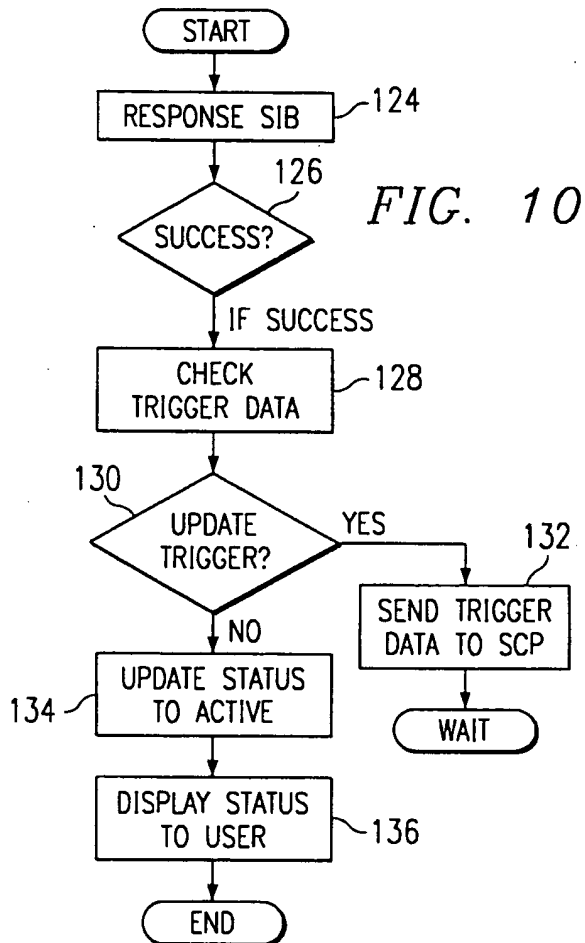 START
RESPONSE SIB
124
126
FIG. 10
SUCCESS?
IF SUCCESS
CHECK
TRIGGER DATA
128
130
UPDATE
TRIGGER?
YES
132
SEND TRIGGER
DATA TO SCP
NO
WAIT
134
UPDATE STATUS
TO ACTIVE
DISPLAY STATUS
TO USER
136
END